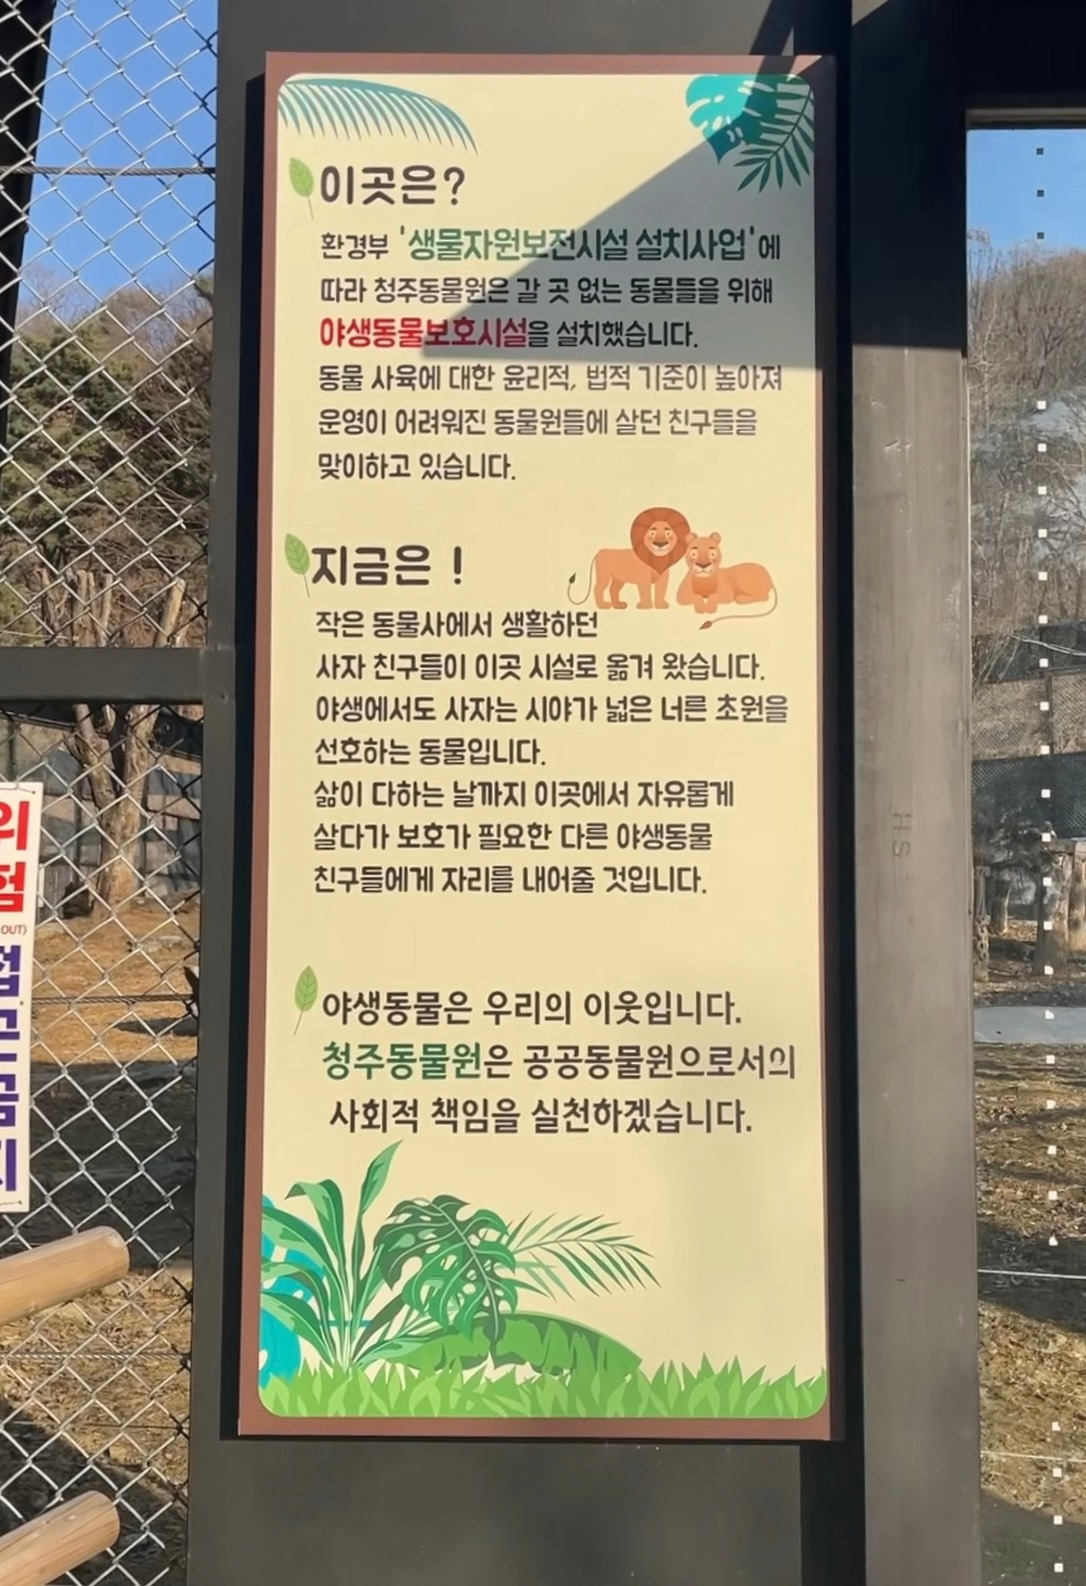 이곳은?
환경부 '생물자원보전시설 설치사업'에
따라 청주동물원은 갈 곳 없는 동물들을 위해
야생동물보호시설을 설치했습니다.
동물 사육에 대한 윤리적, 법적 기준이 높아져
운영이 어려워진 동물원들에 살던 친구들을
맞이하고 있습니다.
지금은 !
작은 동물사에서 생활하던
사자 친구들이 이곳 시설로 옮겨 왔습니다.
야생에서도 사자는 시야가 넓은 너른 초원을
선호하는 동물입니다.
삶이 다하는 날까지 이곳에서 자유롭게
살다가 보호가 필요한 다른 야생동물
친구들에게 자리를 내어줄 것입니다.
야생동물은 우리의 이웃입니다.
청주동물원은 공공동물원으로서의
사회적 책임을 실천하겠습니다.
위
험
OUT)
접
근
금
지
HS